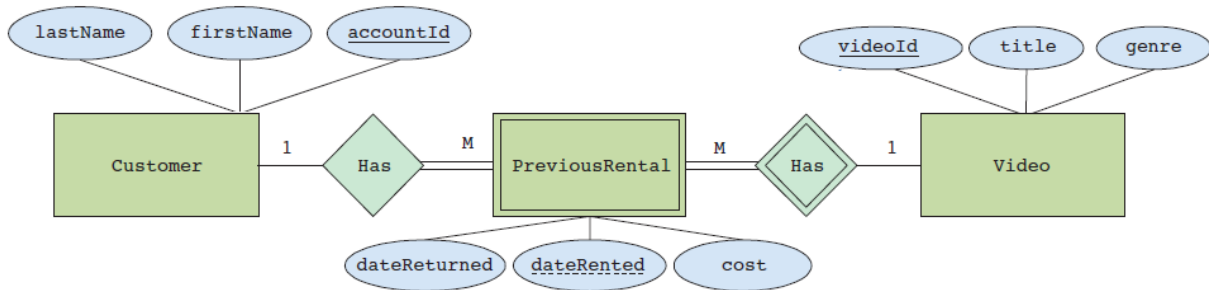 lastName firstName accountId videoId title genre
1 M M 1
Customer Has PreviousRental Has Video
dateReturned dateRented cost